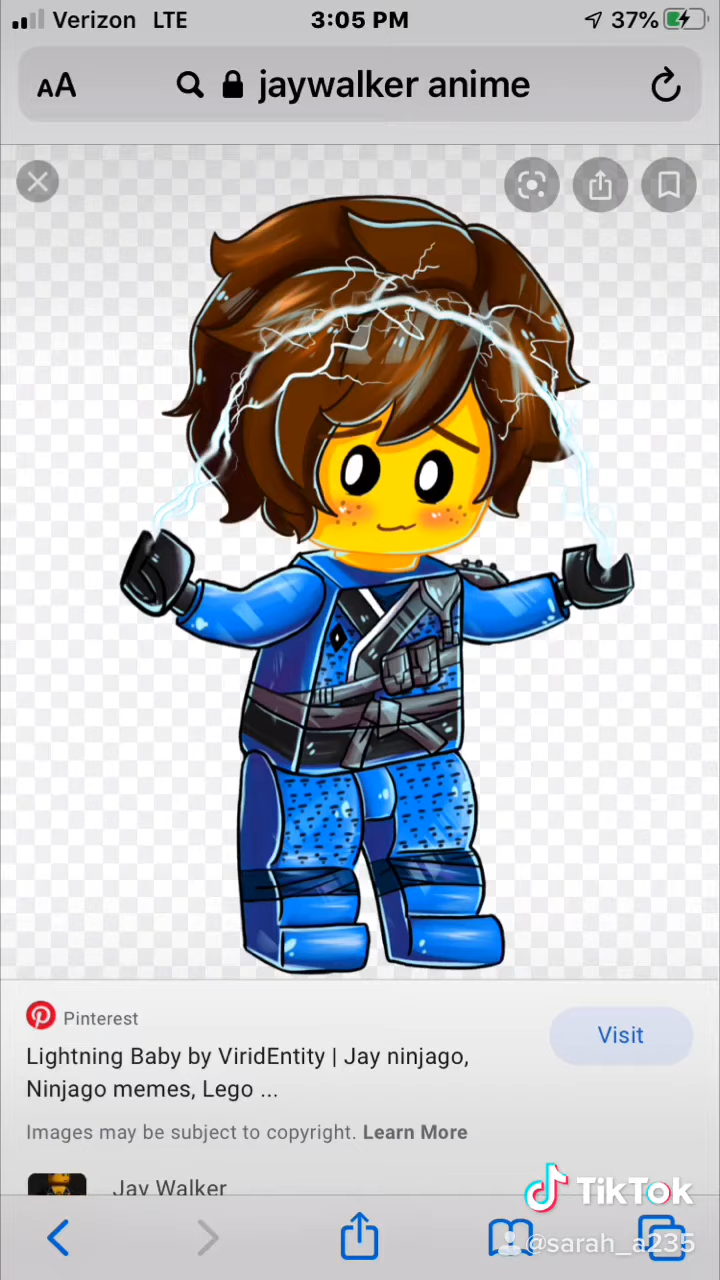 Verizon LTE 3:05 PM 37%
AA jaywalker anime
Pinterest
Visit
Lightning Baby by ViridEntity | Jay ninjago,
Ninjago memes, Lego ...
Images may be subject to copyright. Learn More
Jay Walker
TikTok
@sarah_a235